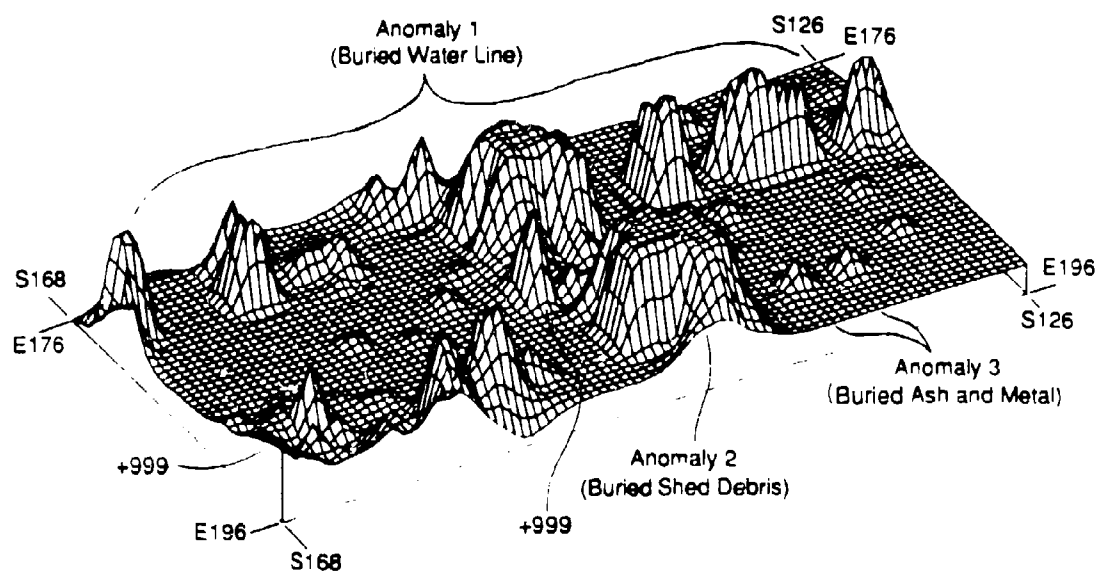 Anomaly 1
(Buried Water Line)
S126
E176
S168
E176
E196
S126
Anomaly 3
(Buried Ash and Metal)
Anomaly 2
(Buried Shed Debris)
+999
+999
E196
S168